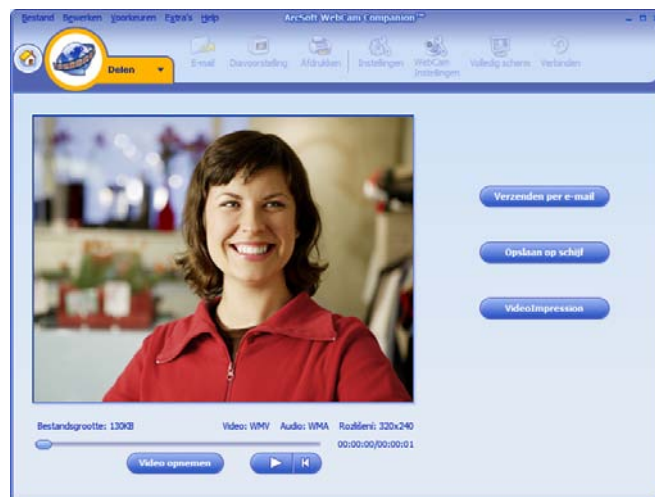 Bestand Bewerken Voorkeuren Extra's Help ArcSoft WebCam Companion™
Delen
E-mail Diavoorstelling Afdrukken Instellingen WebCam Instellingen Volledig scherm Verbinden
Verzenden per e-mail
Opslaan op schijf
VideoImpression
Bestandsgrootte: 130KB Video: WMV Audio: WMA Rozlišení: 320x240
00:00:00/00:00:01
Video opnemen